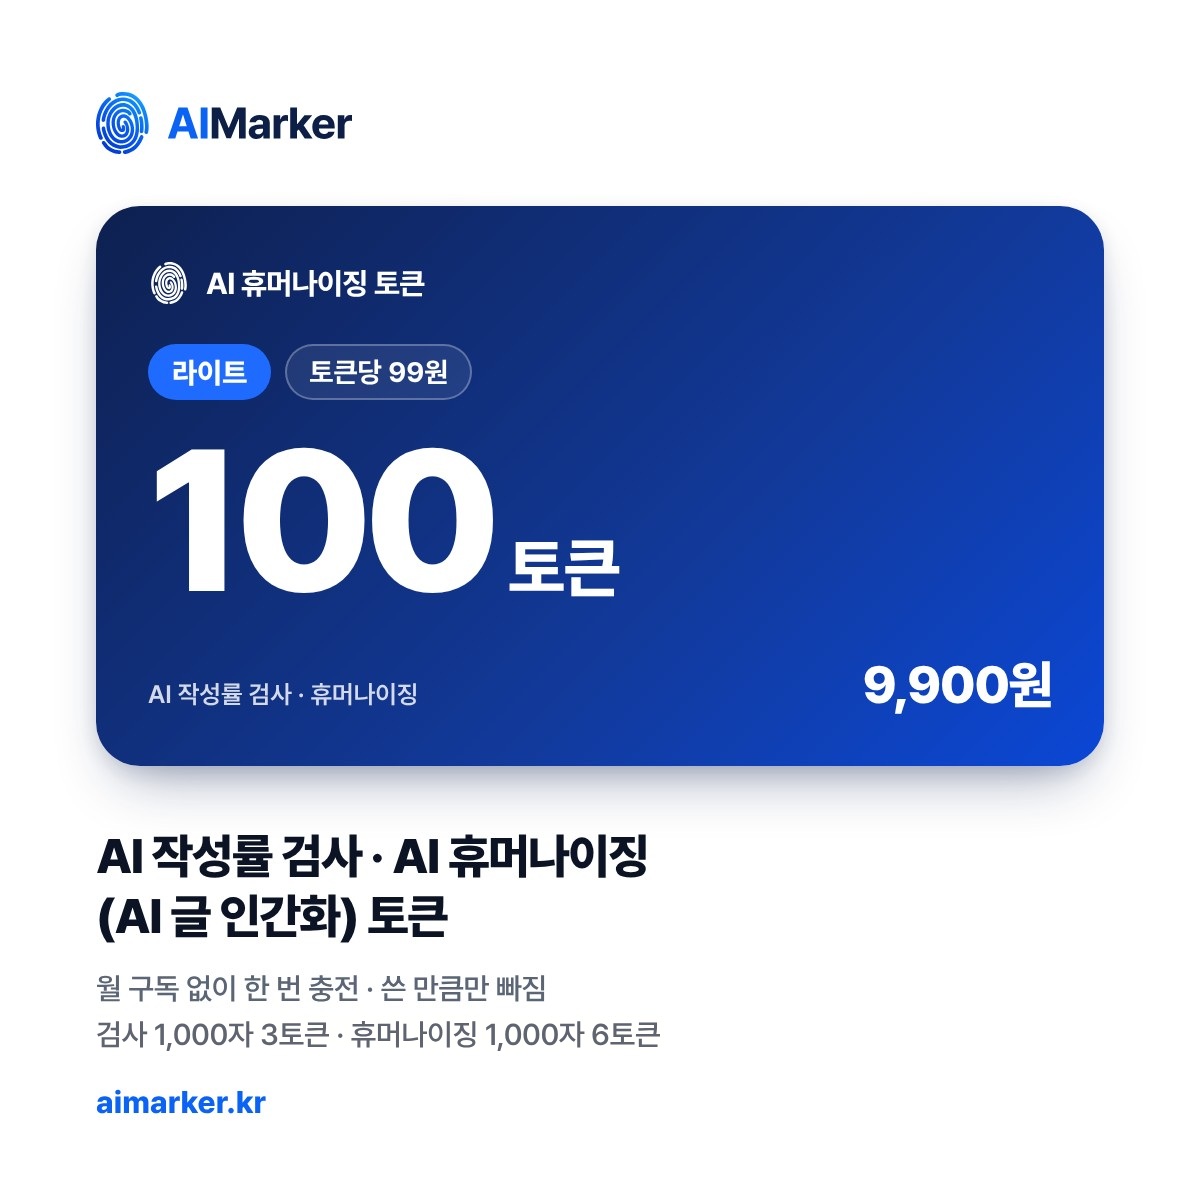 AIMarker
AI 휴머나이징 토큰
라이트
토큰당 99원
100 토큰
AI 작성률 검사 · 휴머나이징
9,900원
AI 작성률 검사 · AI 휴머나이징
(AI 글 인간화) 토큰
월 구독 없이 한 번 충전 · 쓴 만큼만 빠짐
검사 1,000자 3토큰 · 휴머나이징 1,000자 6토큰
aimarker.kr